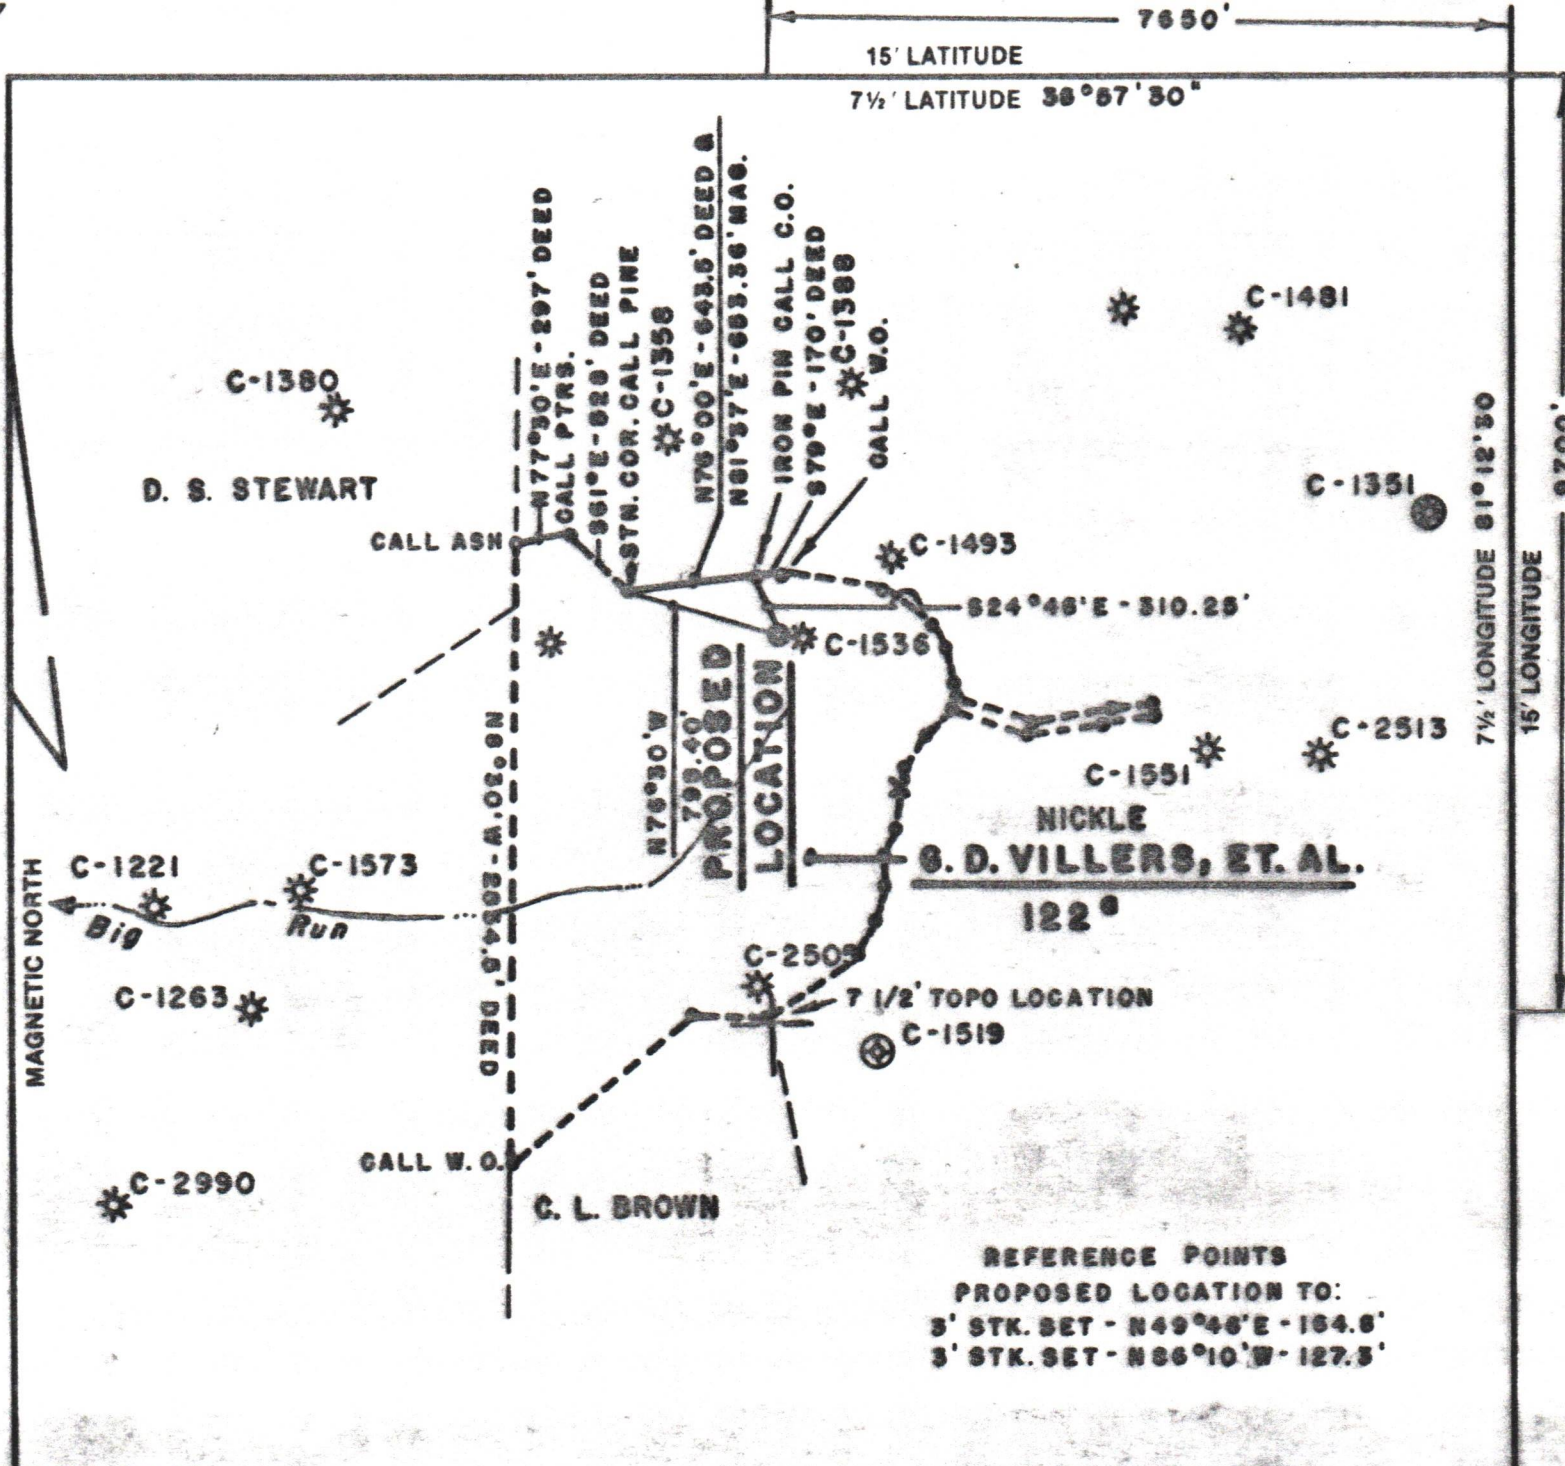 7650'
15' LATITUDE
7½' LATITUDE 38°57'30"
N77°30'E - 297' DEED
CALL PTRS.
S61°E - 528' DEED
STN. COR. CALL PINE
C-1358
N76°00'E - 643.5' DEED &
N81°37'E - 653.36' MAG.
IRON PIN CALL C.O.
S79°E - 170' DEED
C-1388
CALL W.O.
C-1481
C-1380
D. S. STEWART
C-1351
CALL ASH
C-1493
S24°46'E - 310.25'
C-1536
7½' LONGITUDE 81°12'30
15' LONGITUDE
N76°30'W
793.40'
PROPOSED
LOCATION
C-2513
C-1551
NICKLE
G. D. VILLERS, ET. AL.
122
C-1221
C-1573
Big Run
MAGNETIC NORTH
DEED
C-2505
C-1263
7 1/2' TOPO LOCATION
C-1519
CALL W. O.
C-2990
C. L. BROWN
REFERENCE POINTS
PROPOSED LOCATION TO:
3' STK. SET - N49°46'E - 164.6'
3' STK. SET - N86°10'W - 127.3'